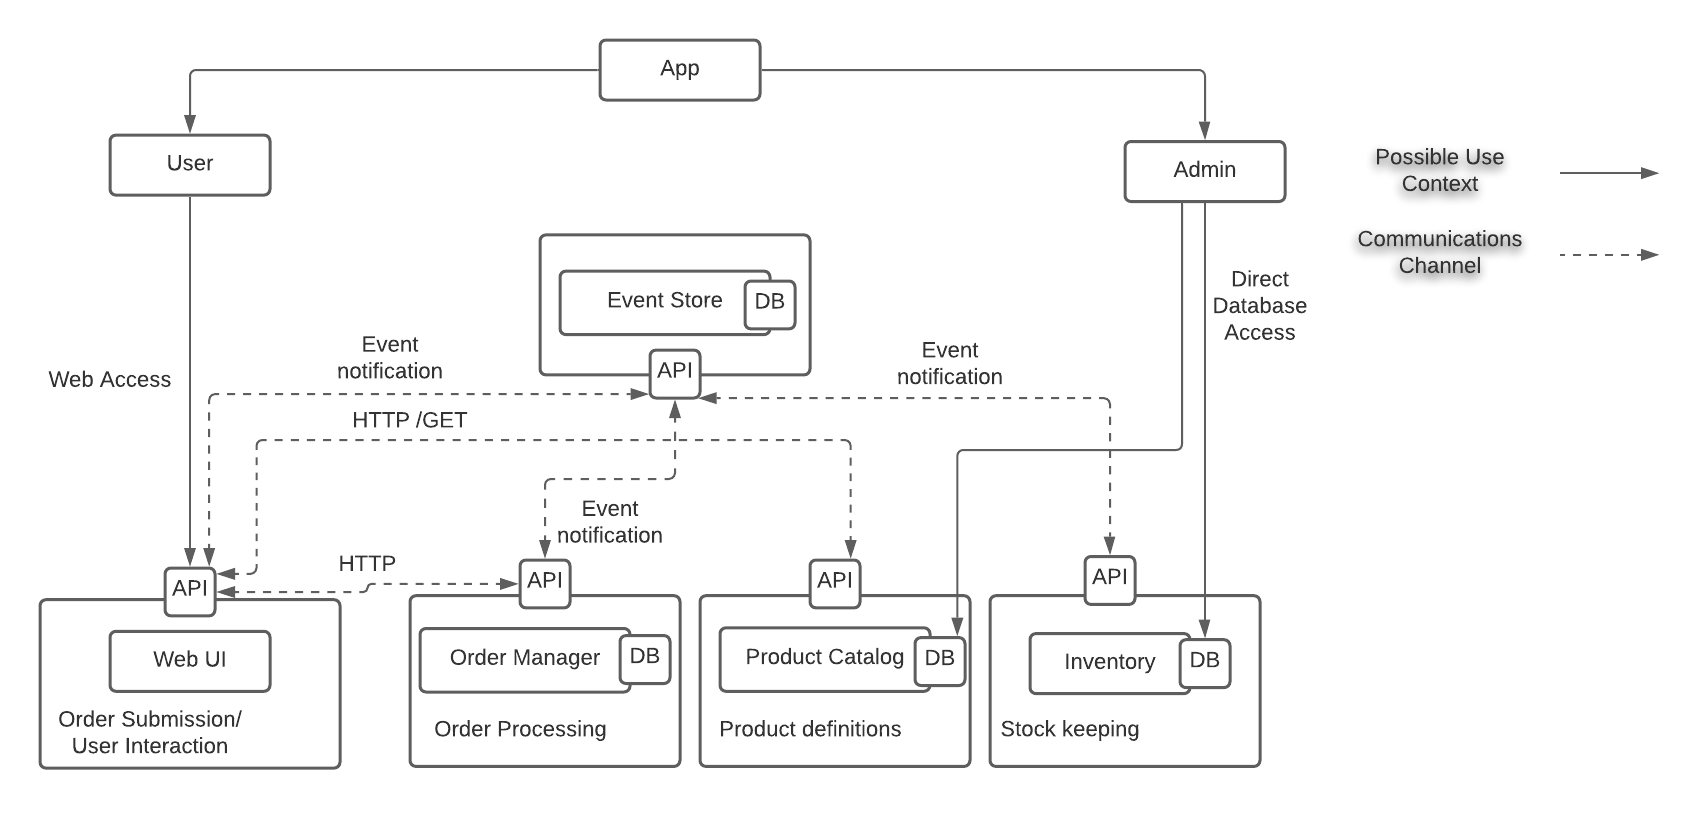 App
User
Admin
Possible Use
Context
Communications
Channel
Direct
Database
Access
Event Store
DB
API
Event
notification
Event
notification
Web Access
HTTP /GET
Event
notification
HTTP
API
API
API
API
Web UI
Order Submission/
User Interaction
Order Manager
DB
Order Processing
Product Catalog
DB
Product definitions
Inventory
DB
Stock keeping